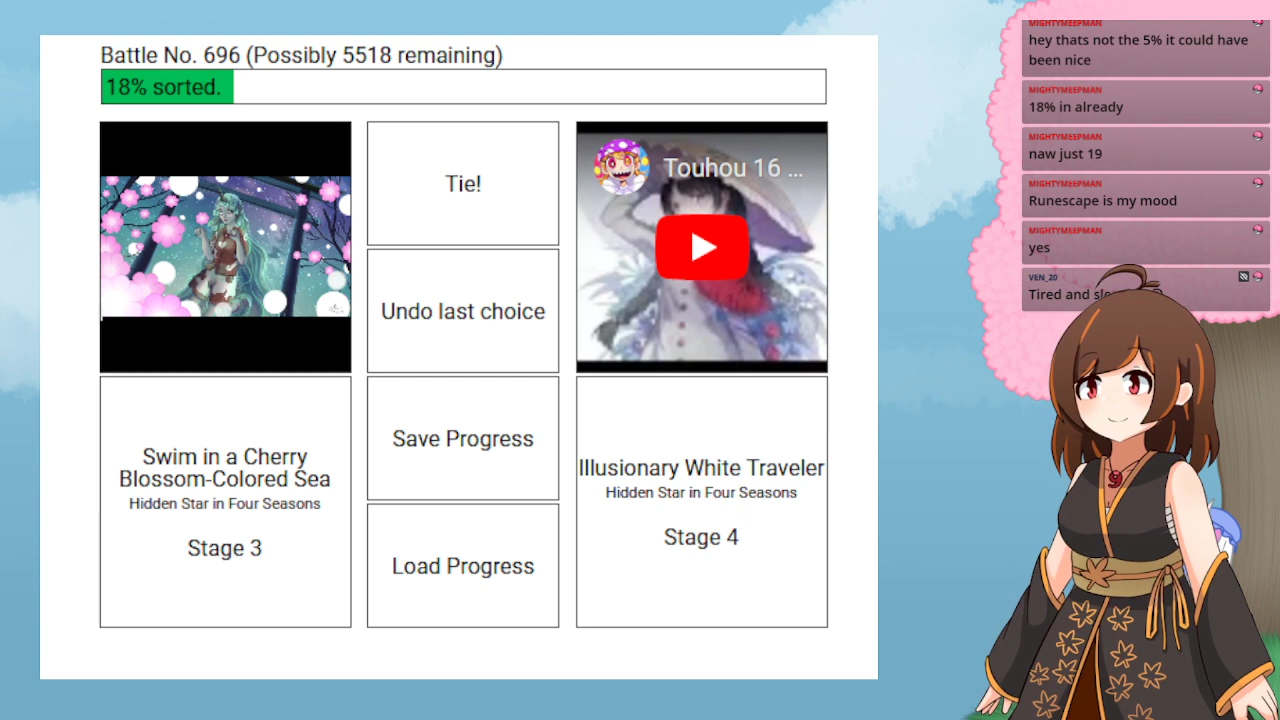 Battle No. 696 (Possibly 5518 remaining)
18% sorted.
Touhou 16 ...
Tie!
Undo last choice
Save Progress
Load Progress
Swim in a Cherry
Blossom-Colored Sea
Hidden Star in Four Seasons
Stage 3
Illusionary White Traveler
Hidden Star in Four Seasons
Stage 4
MIGHTYMEEPMAN
hey thats not the 5% it could have
been nice
MIGHTYMEEPMAN
18% in already
MIGHTYMEEPMAN
naw just 19
MIGHTYMEEPMAN
Runescape is my mood
MIGHTYMEEPMAN
yes
VEN_20
Tired and
9